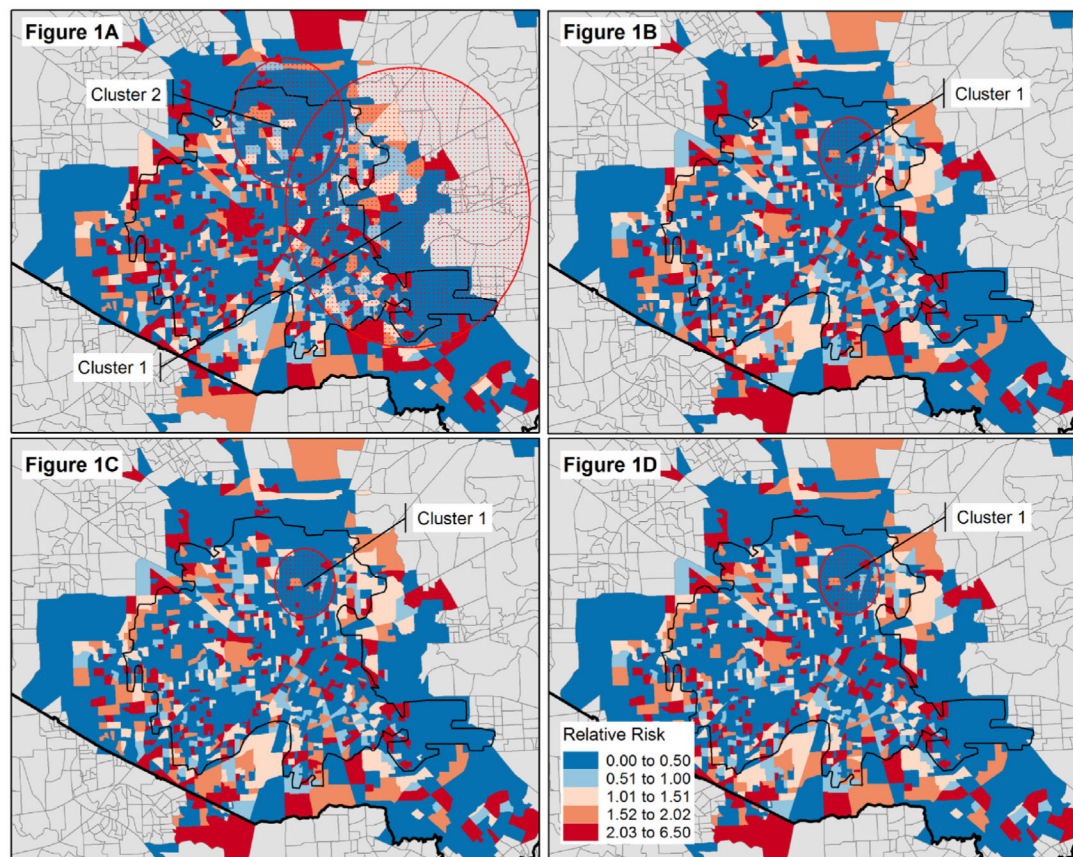 Figure 1A
Cluster 2
Cluster 1
Figure 1B
Cluster 1
Figure 1C
Cluster 1
Figure 1D
Cluster 1
Relative Risk
0.00 to 0.50
0.51 to 1.00
1.01 to 1.51
1.52 to 2.02
2.03 to 6.50